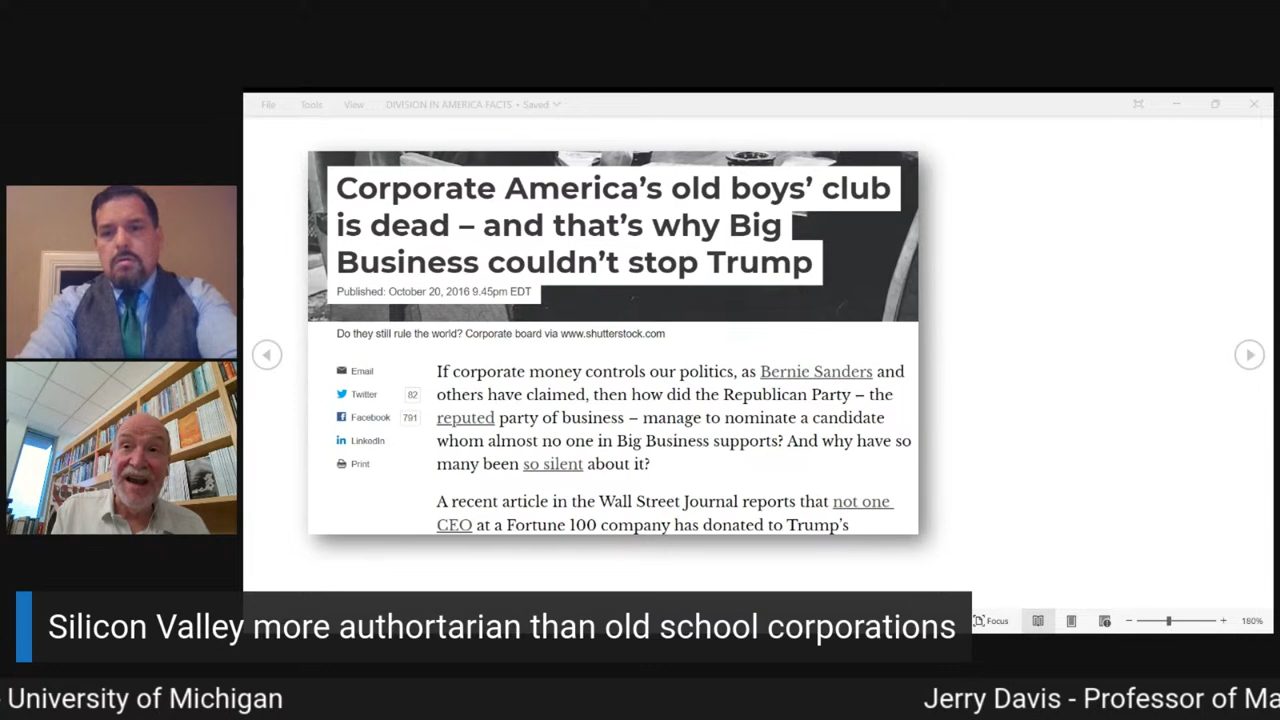 File Tools View DIVISION IN AMERICA FACTS • Saved
Corporate America's old boys' club
is dead – and that's why Big
Business couldn't stop Trump
Published: October 20, 2016 9.45pm EDT
Do they still rule the world? Corporate board via www.shutterstock.com
Email
Twitter 82
Facebook 791
LinkedIn
Print
If corporate money controls our politics, as Bernie Sanders and
others have claimed, then how did the Republican Party – the
reputed party of business – manage to nominate a candidate
whom almost no one in Big Business supports? And why have so
many been so silent about it?
A recent article in the Wall Street Journal reports that not one
CEO at a Fortune 100 company has donated to Trump's
Focus
− + 180%
Silicon Valley more authortarian than old school corporations
University of Michigan
Jerry Davis - Professor of Ma